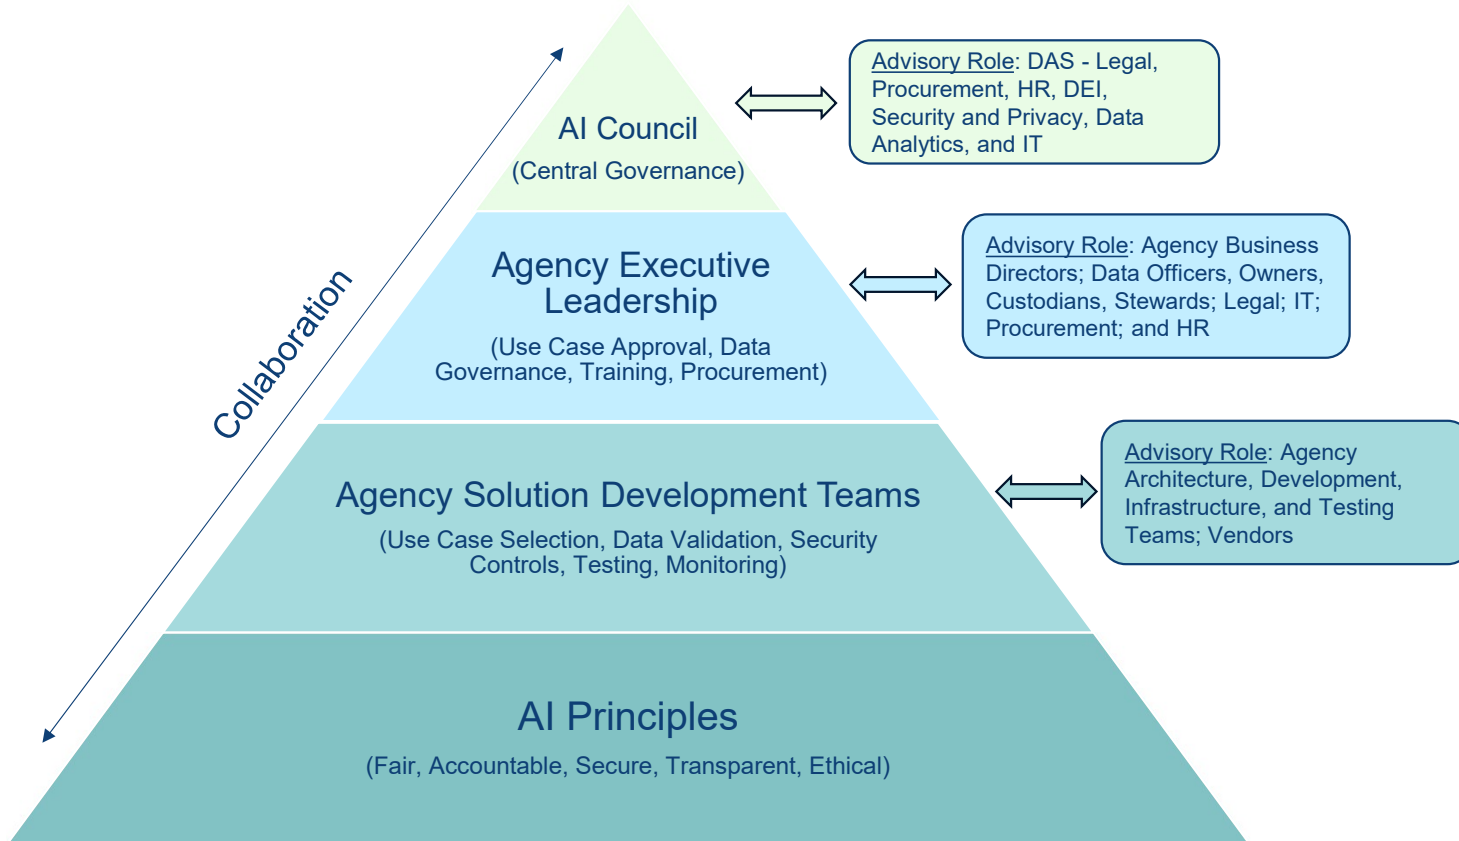 AI Council
(Central Governance)
Advisory Role: DAS - Legal,
Procurement, HR, DEI,
Security and Privacy, Data
Analytics, and IT
Agency Executive
Leadership
(Use Case Approval, Data
Governance, Training, Procurement)
Advisory Role: Agency Business
Directors; Data Officers, Owners,
Custodians, Stewards; Legal; IT;
Procurement; and HR
Collaboration
Agency Solution Development Teams
(Use Case Selection, Data Validation, Security
Controls, Testing, Monitoring)
Advisory Role: Agency
Architecture, Development,
Infrastructure, and Testing
Teams; Vendors
AI Principles
(Fair, Accountable, Secure, Transparent, Ethical)